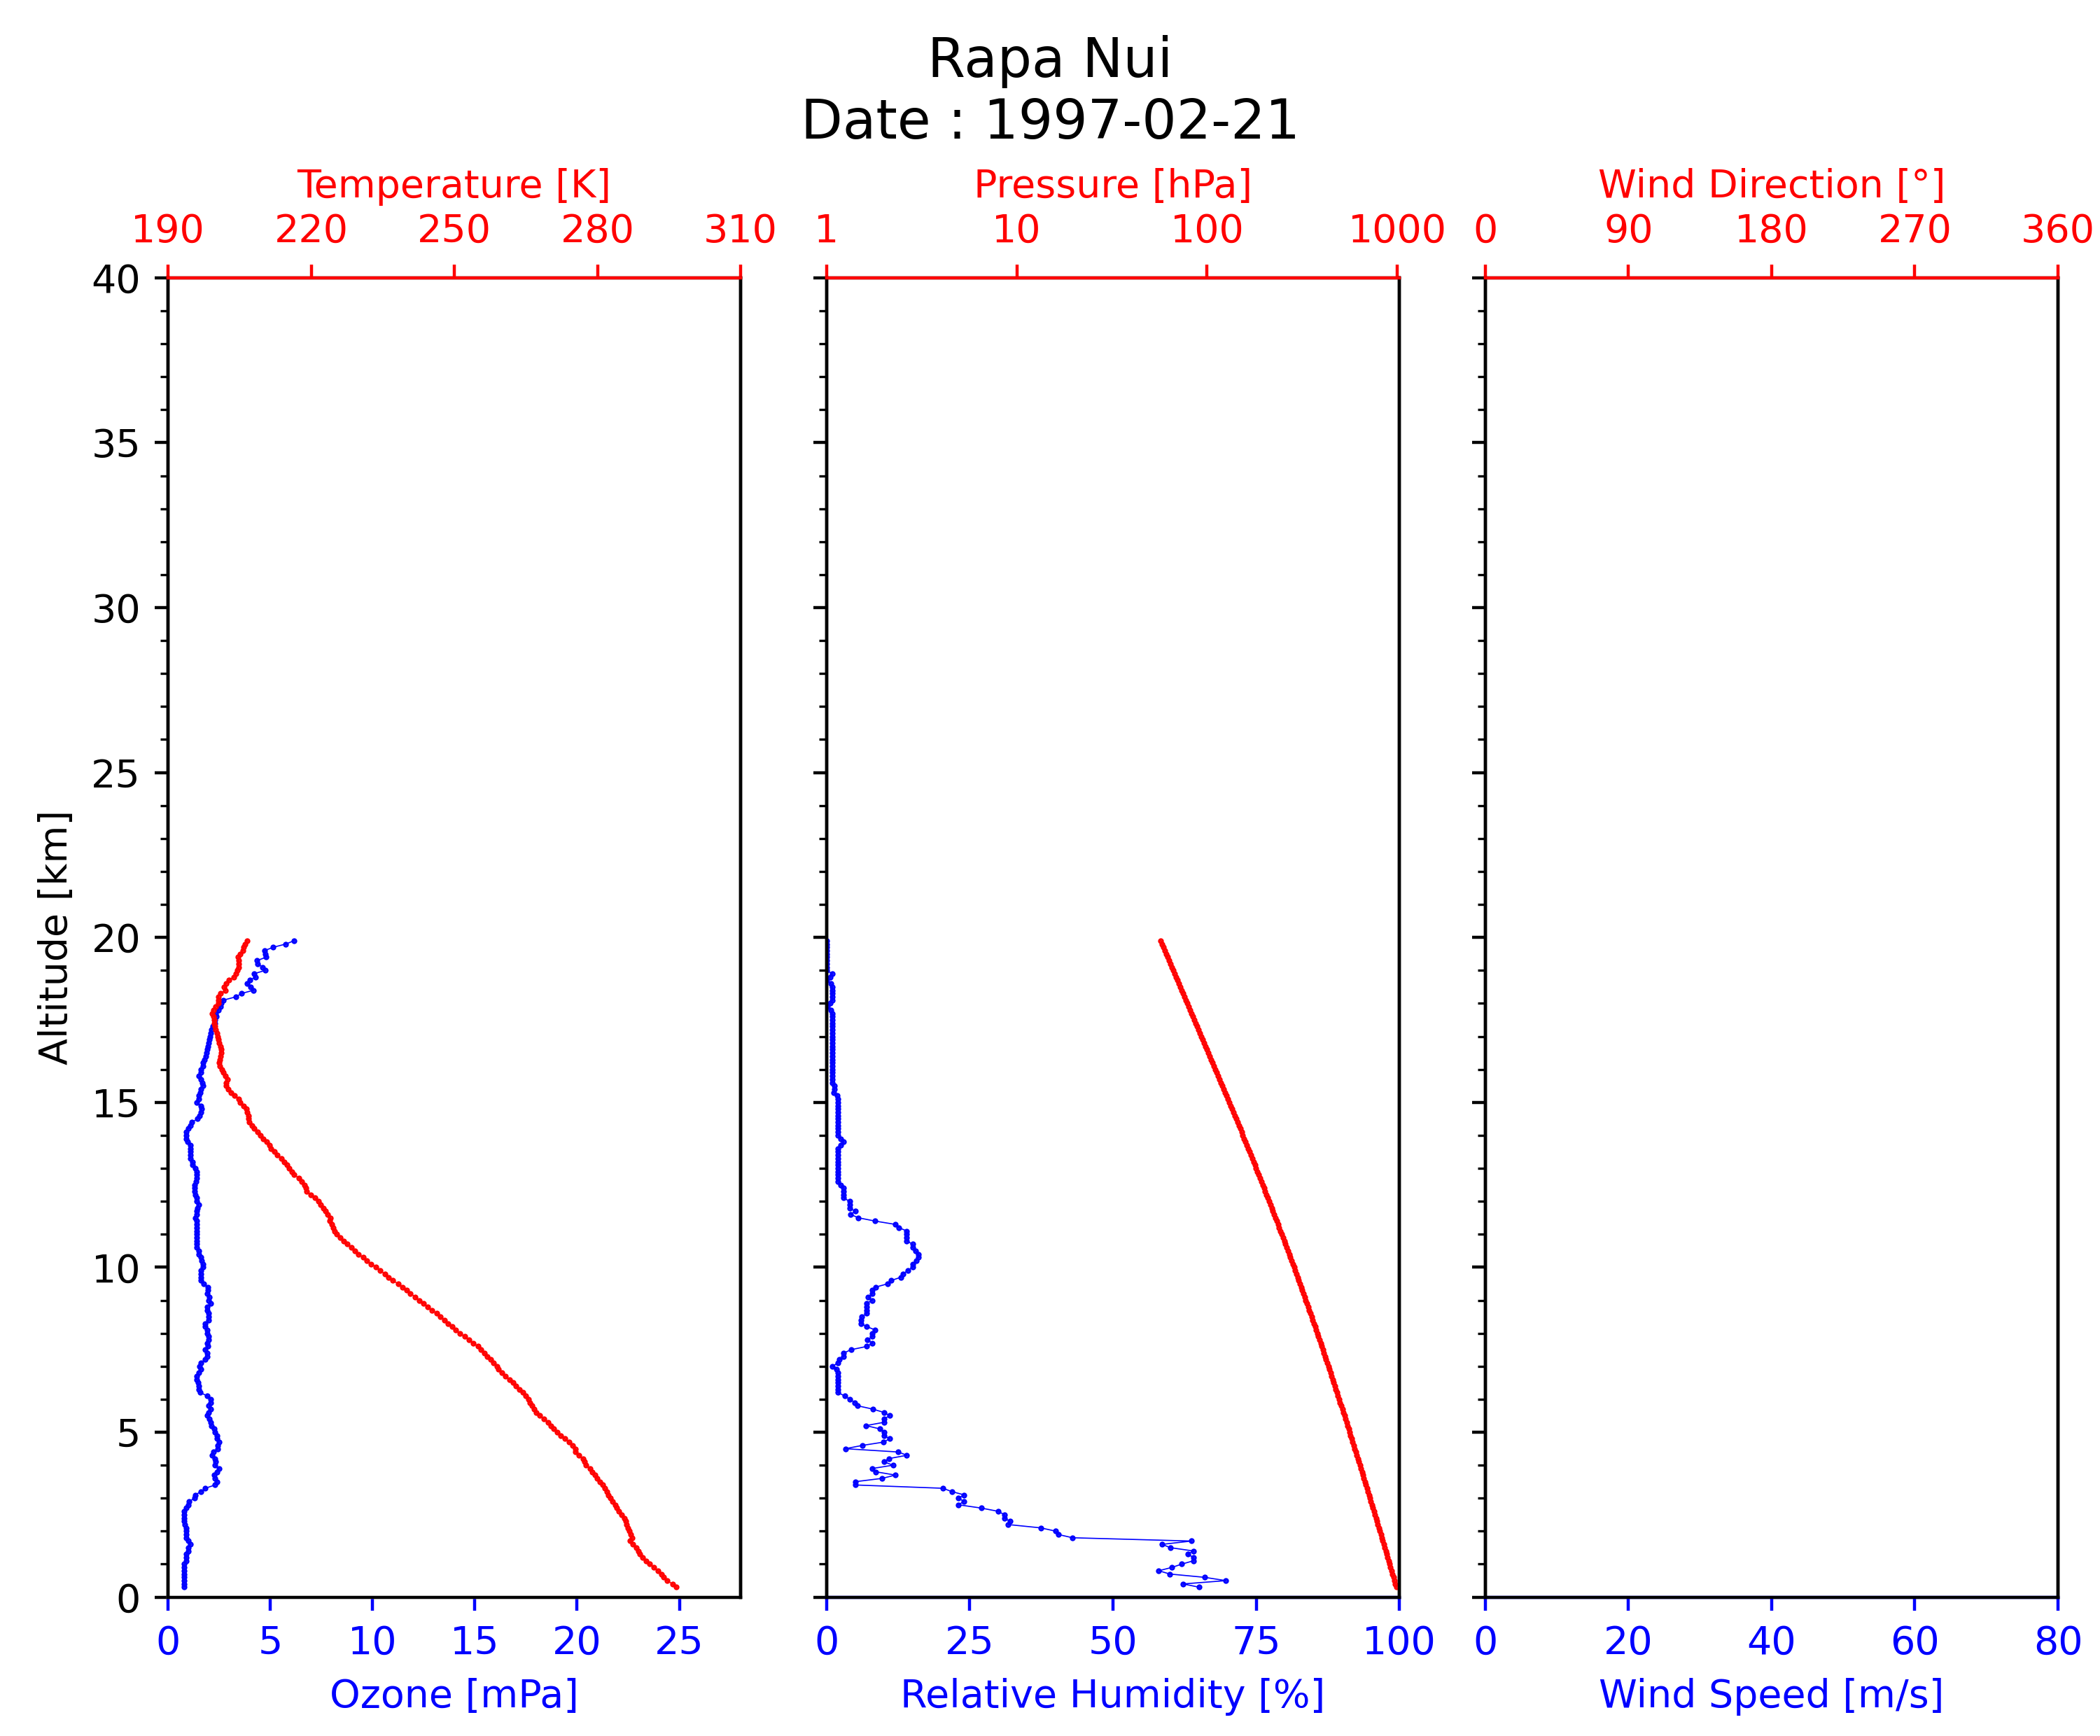 Rapa Nui
Date : 1997-02-21
Temperature [K]
190 220 250 280 310
Pressure [hPa]
1 10 100 1000
Wind Direction [°]
0 90 180 270 360
Altitude [km]
40
35
30
25
20
15
10
5
0
0 5 10 15 20 25
Ozone [mPa]
0 25 50 75 100
Relative Humidity [%]
0 20 40 60 80
Wind Speed [m/s]